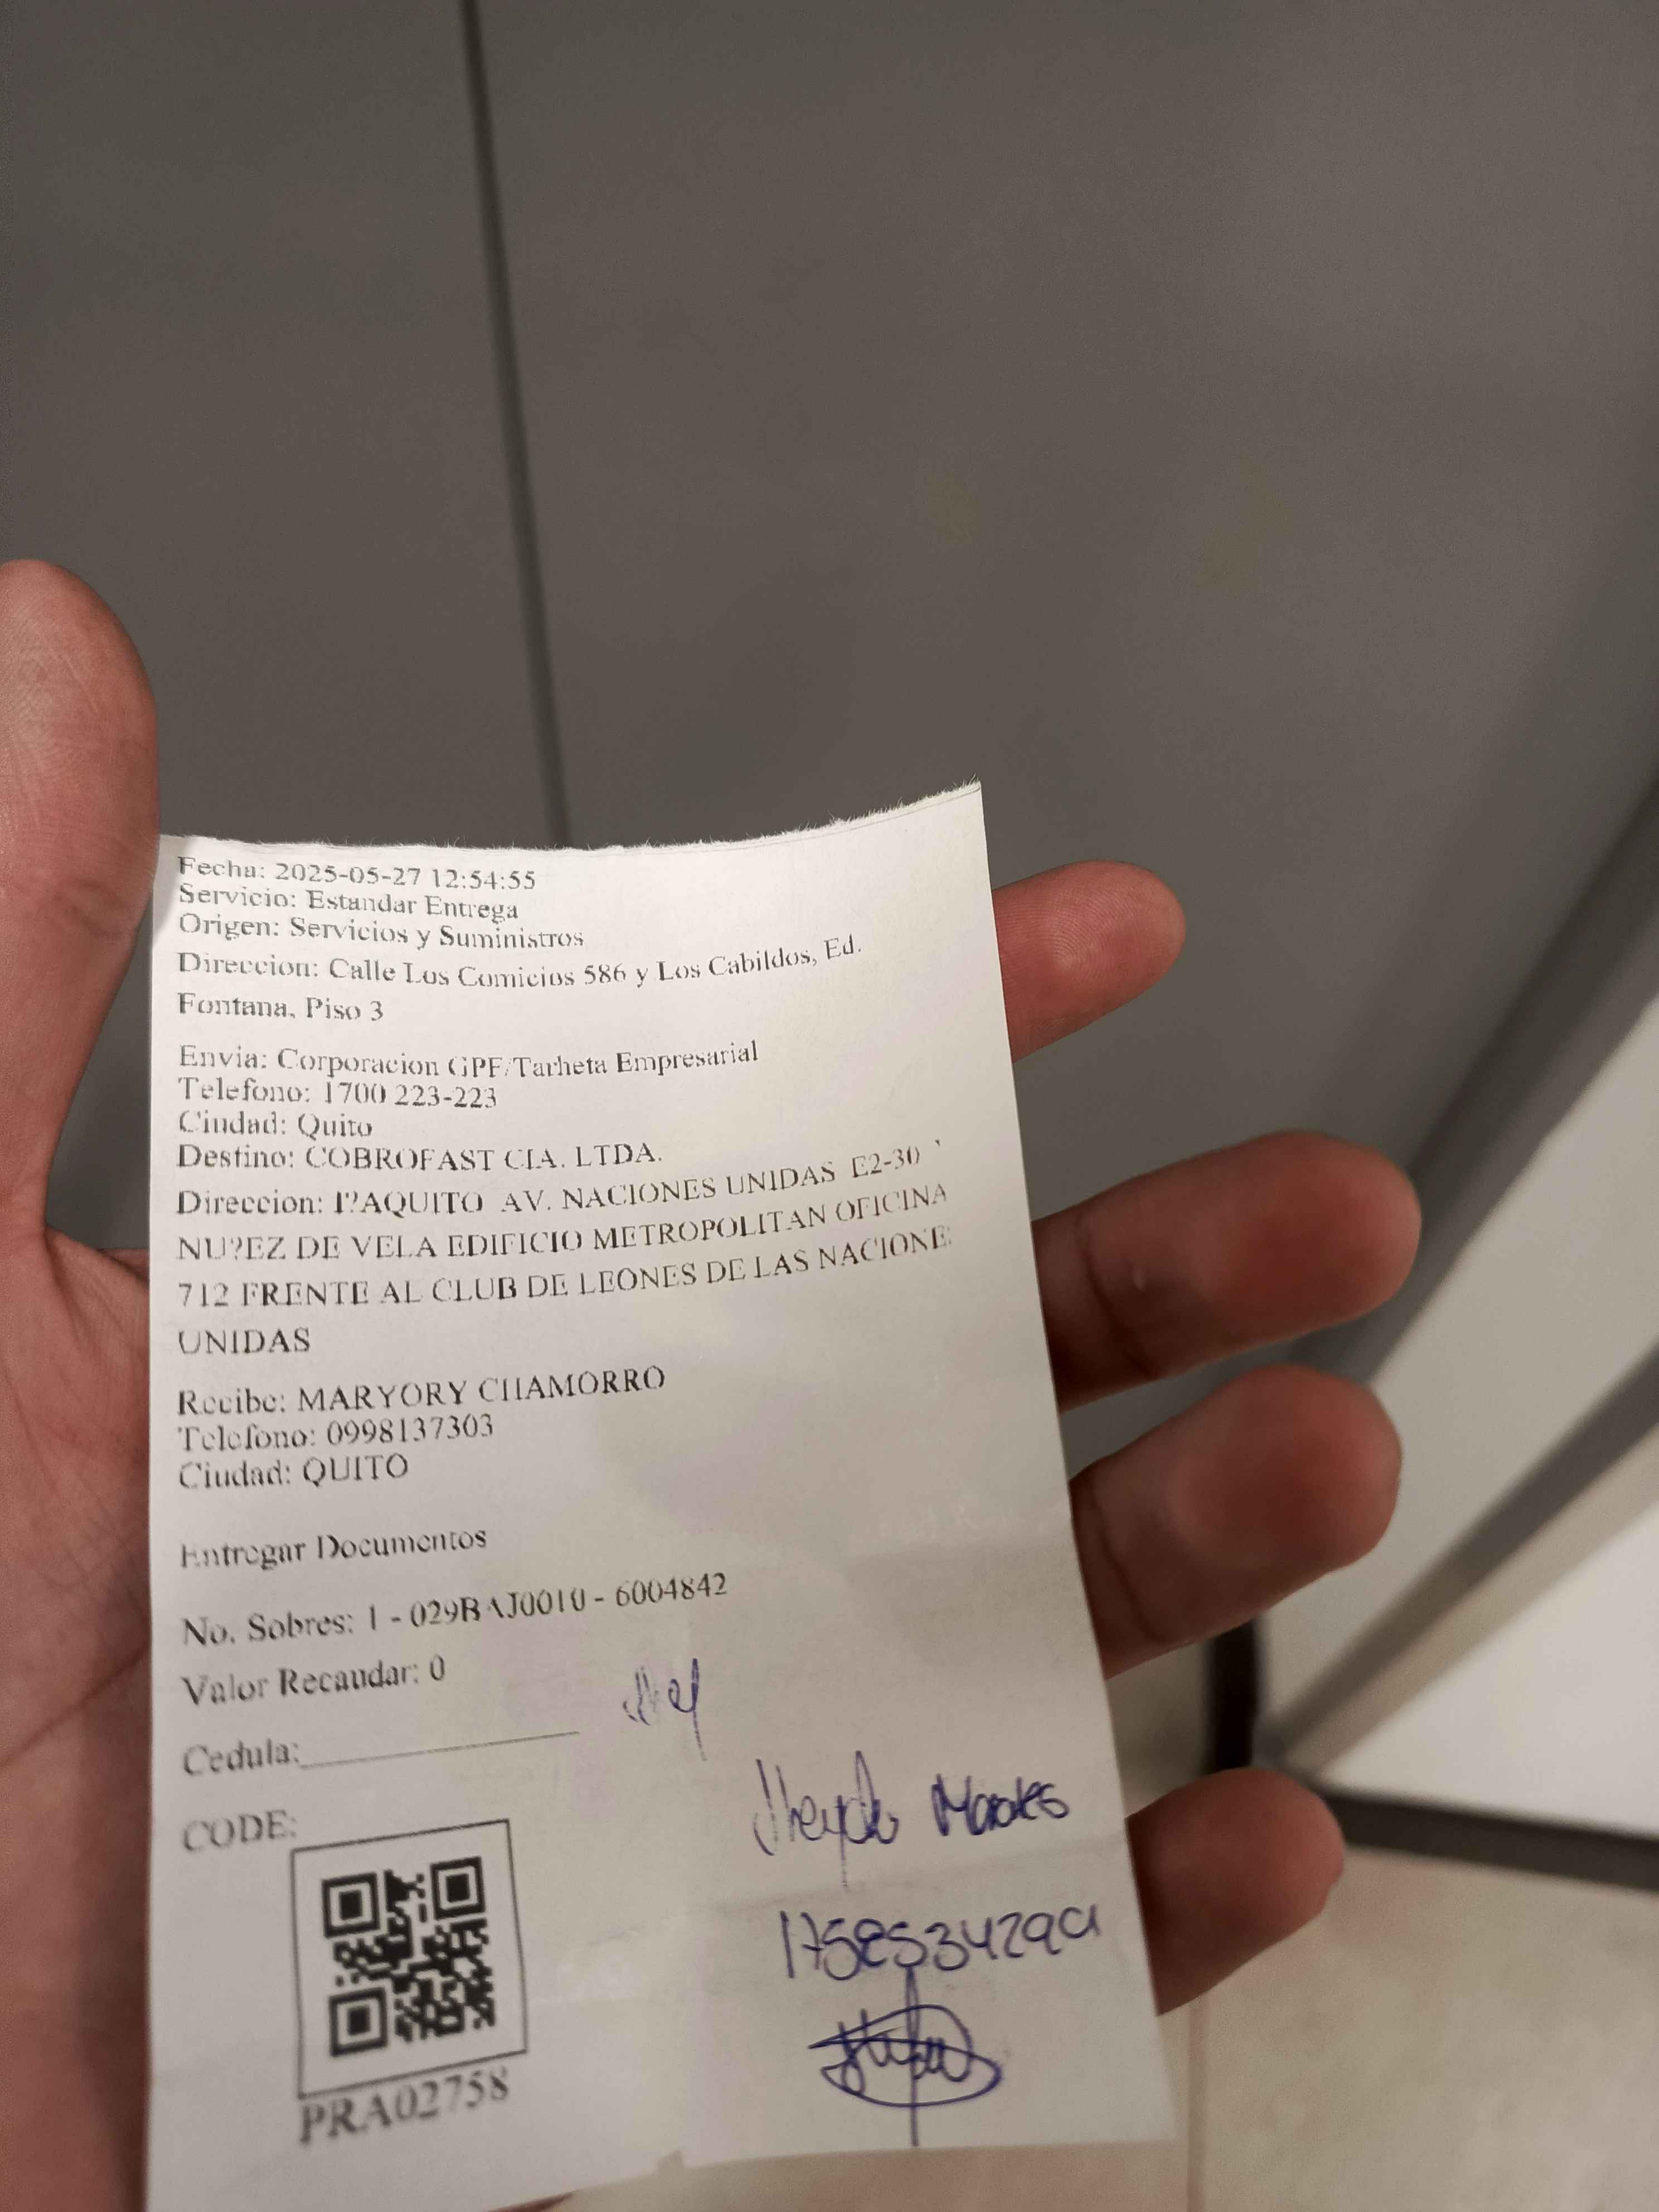 Fecha: 2025-05-27 12:54:55
Servicio: Estandar Entrega
Origen: Servicios y Suministros
Direccion: Calle Los Comicios 586 y Los Cabildos, Ed.
Fontana, Piso 3
Envia: Corporacion GPF/Tarheta Empresarial
Telefono: 1700 223-223
Ciudad: Quito
Destino: COBROFAST CIA. LTDA.
Direccion: I?AQUITO AV. NACIONES UNIDAS E2-30
NU?EZ DE VELA EDIFICIO METROPOLITAN OFICINA
712 FRENTE AL CLUB DE LEONES DE LAS NACIONE
UNIDAS
Recibe: MARYORY CHAMORRO
Telefono: 0998137303
Ciudad: QUITO
Entregar Documentos
No. Sobres: 1 - 029BAJ0010 - 6004842
Valor Recaudar: 0
Cedula:
CODE:
PRA02758